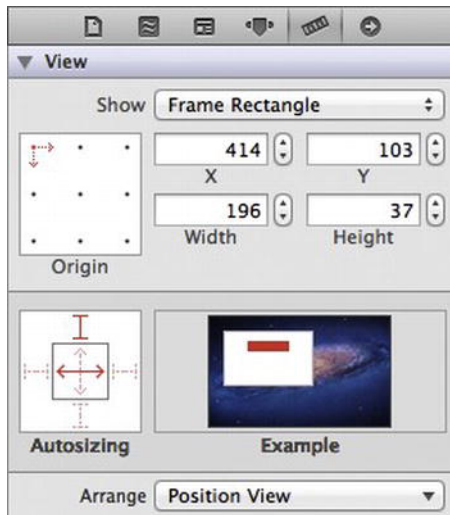 View
Show Frame Rectangle
414 103
X Y
196 37
Width Height
Origin
Autosizing Example
Arrange Position View